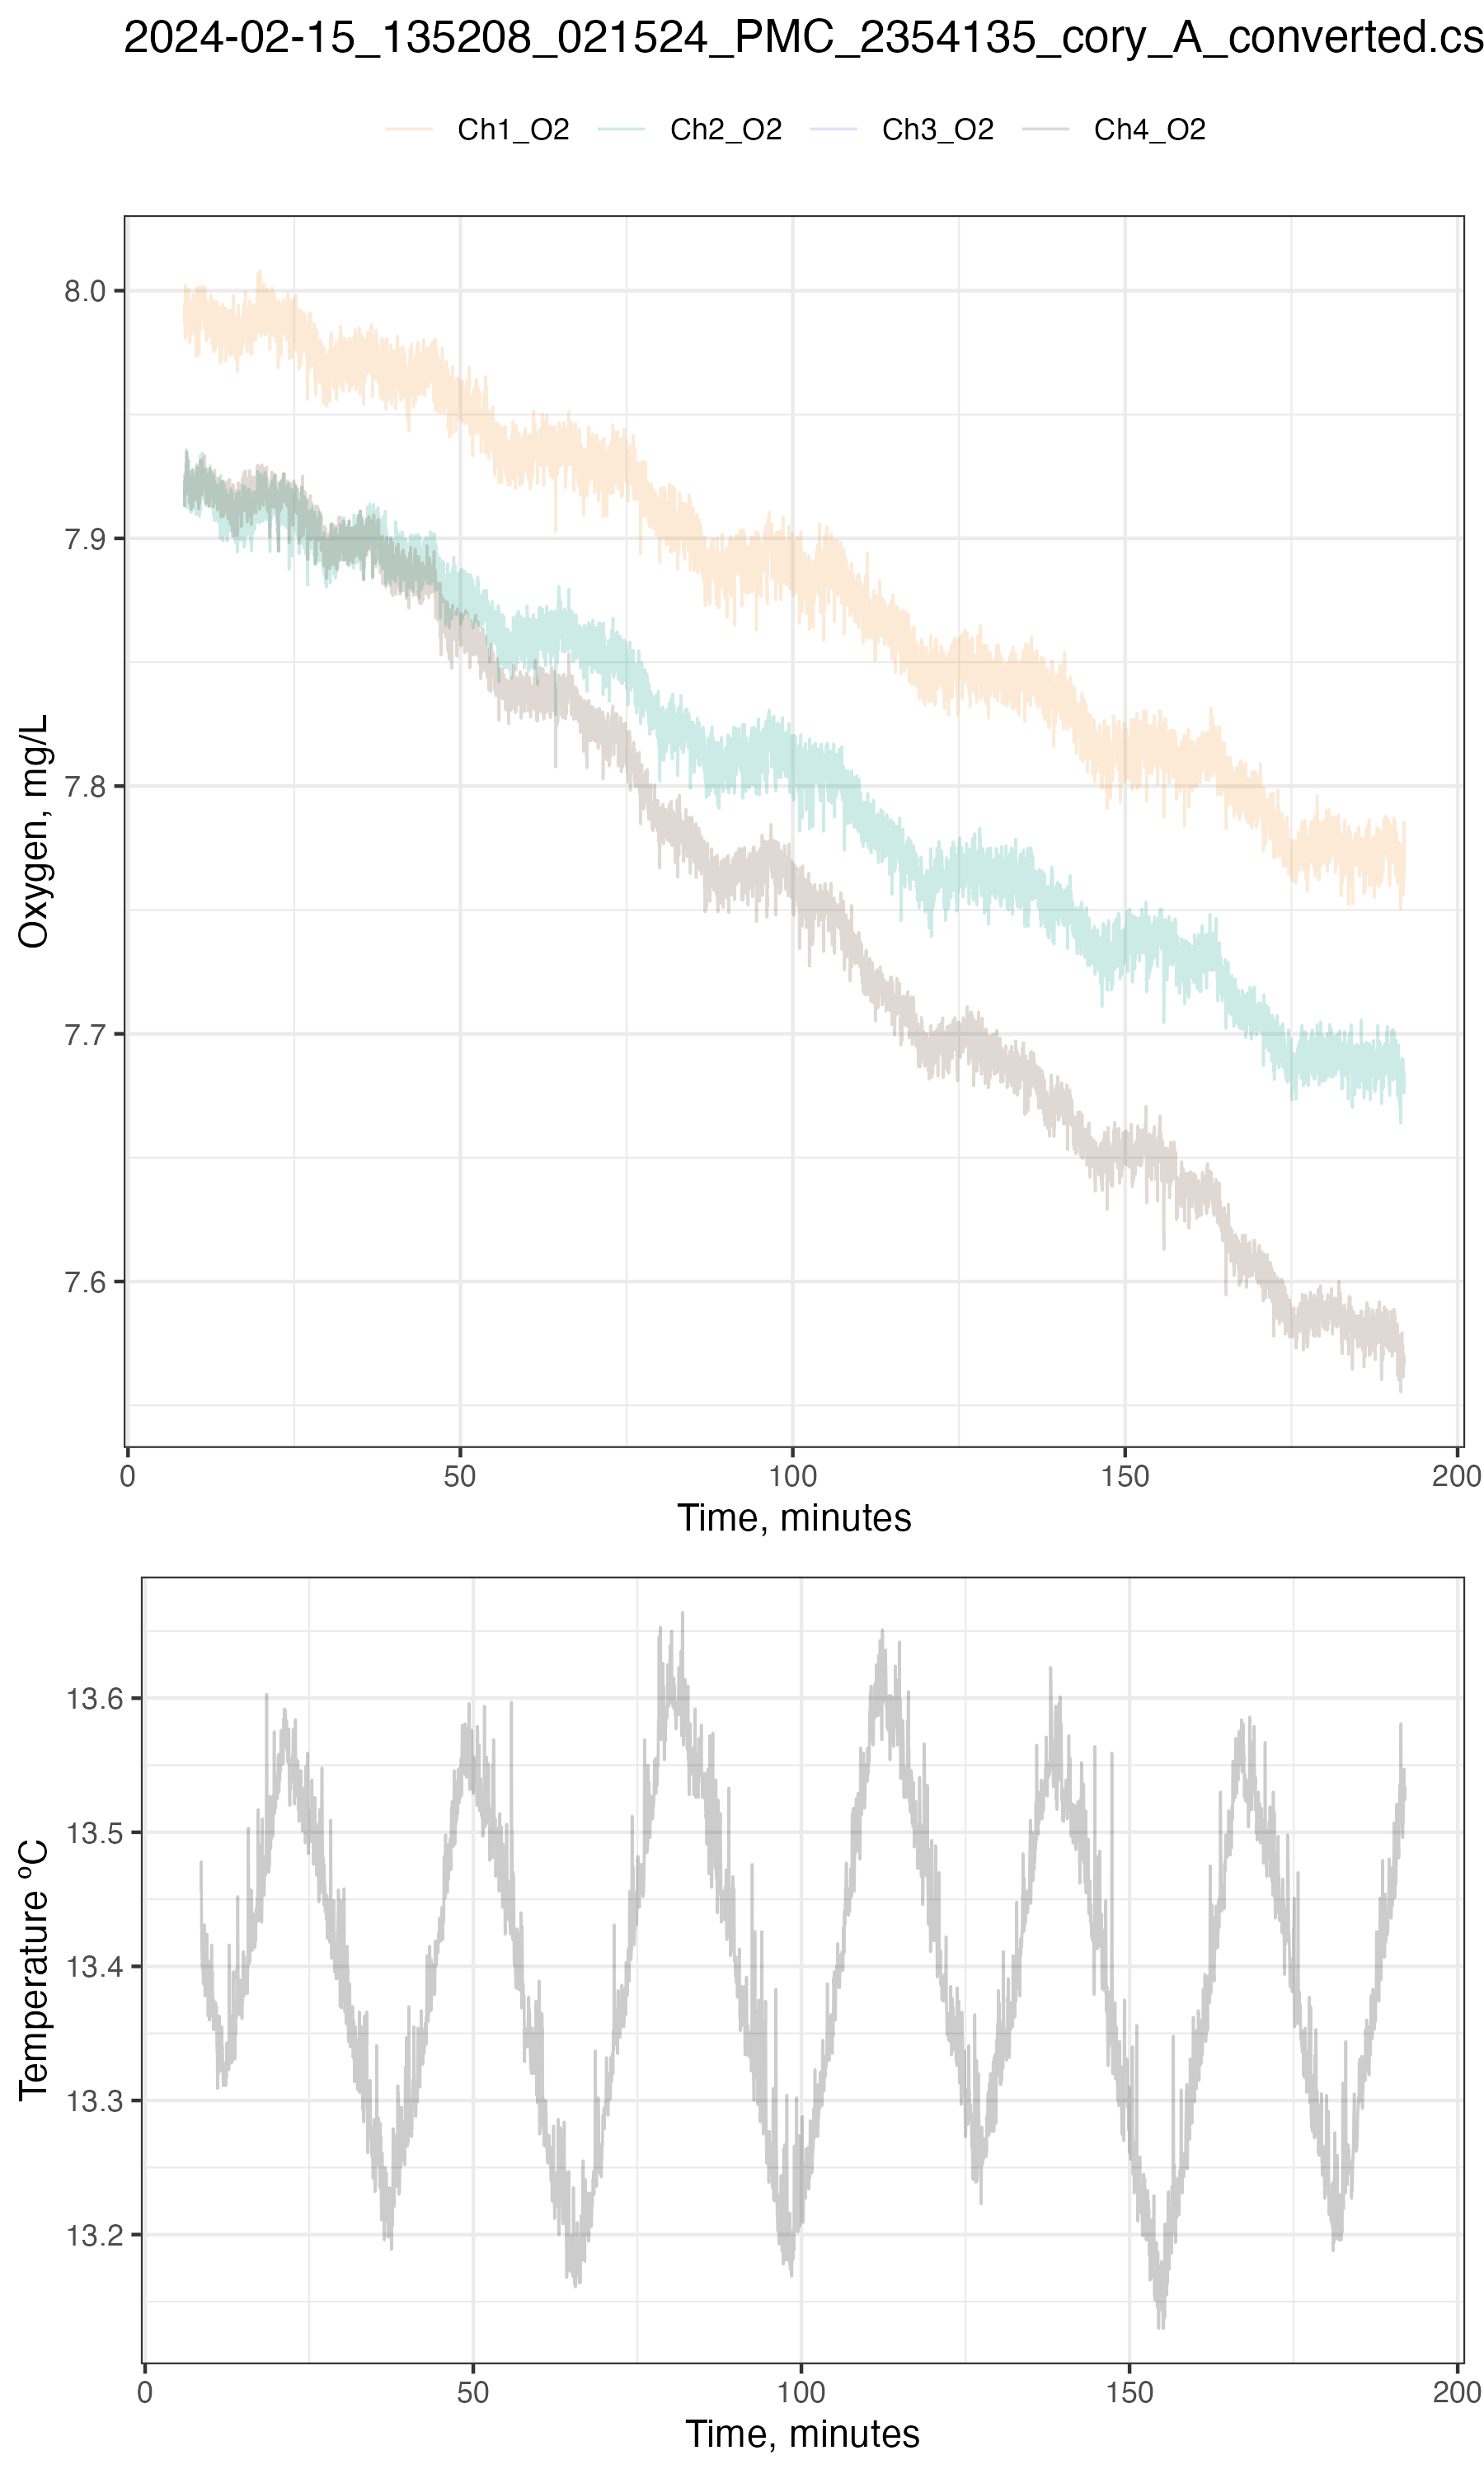 2024-02-15_135208_021524_PMC_2354135_cory_A_converted.cs
Ch1_O2 Ch2_O2 Ch3_O2 Ch4_O2
8.0
7.9
7.8
7.7
7.6
Oxygen, mg/L
0 50 100 150 200
Time, minutes
13.6
13.5
13.4
13.3
13.2
Temperature ºC
0 50 100 150 200
Time, minutes